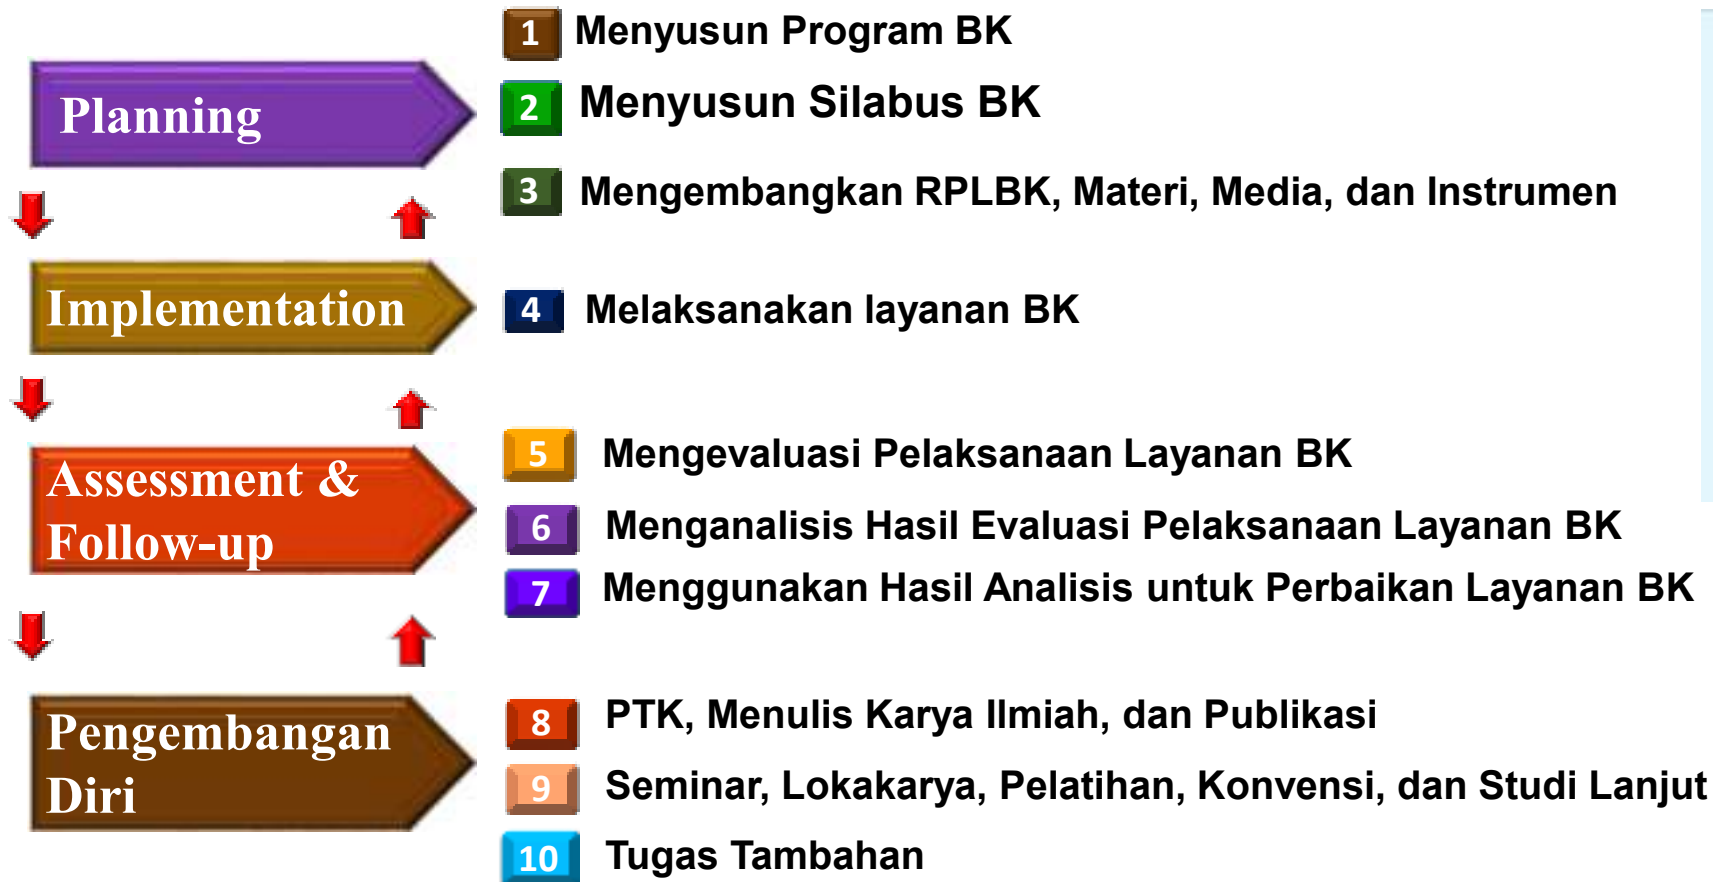 Planning
1 Menyusun Program BK
2 Menyusun Silabus BK
3 Mengembangkan RPLBK, Materi, Media, dan Instrumen
Implementation
4 Melaksanakan layanan BK
Assessment &
Follow-up
5 Mengevaluasi Pelaksanaan Layanan BK
6 Menganalisis Hasil Evaluasi Pelaksanaan Layanan BK
7 Menggunakan Hasil Analisis untuk Perbaikan Layanan BK
Pengembangan
Diri
8 PTK, Menulis Karya Ilmiah, dan Publikasi
9 Seminar, Lokakarya, Pelatihan, Konvensi, dan Studi Lanjut
10 Tugas Tambahan